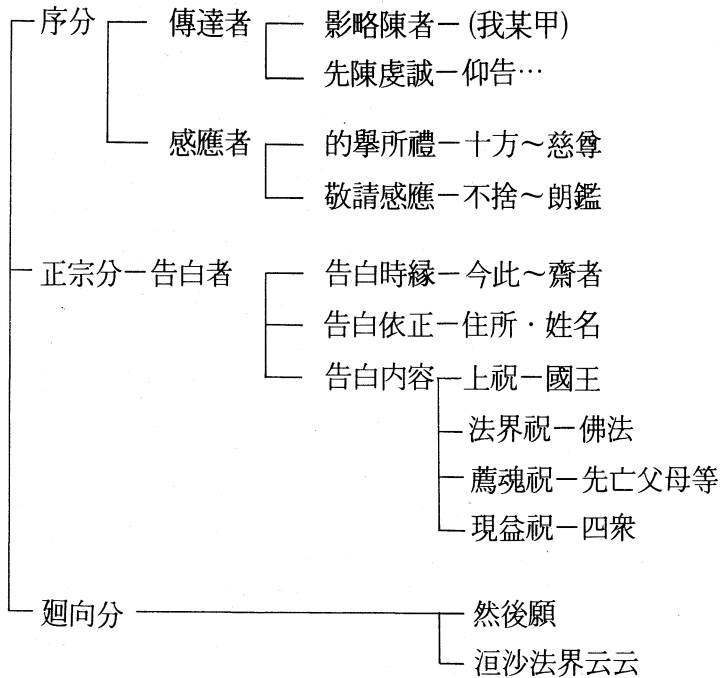 序分 傳達者 影略陳者－(我某甲)
先陳虔誠－仰告…
感應者 的擧所禮－十方～慈尊
敬請感應－不捨～朗鑑
正宗分－告白者 告白時緣－今此～齋者
告白依正－住所·姓名
告白内容－上祝－國王
法界祝－佛法
薦魂祝－先亡父母等
現益祝－四衆
廻向分 然後願
洹沙法界云云